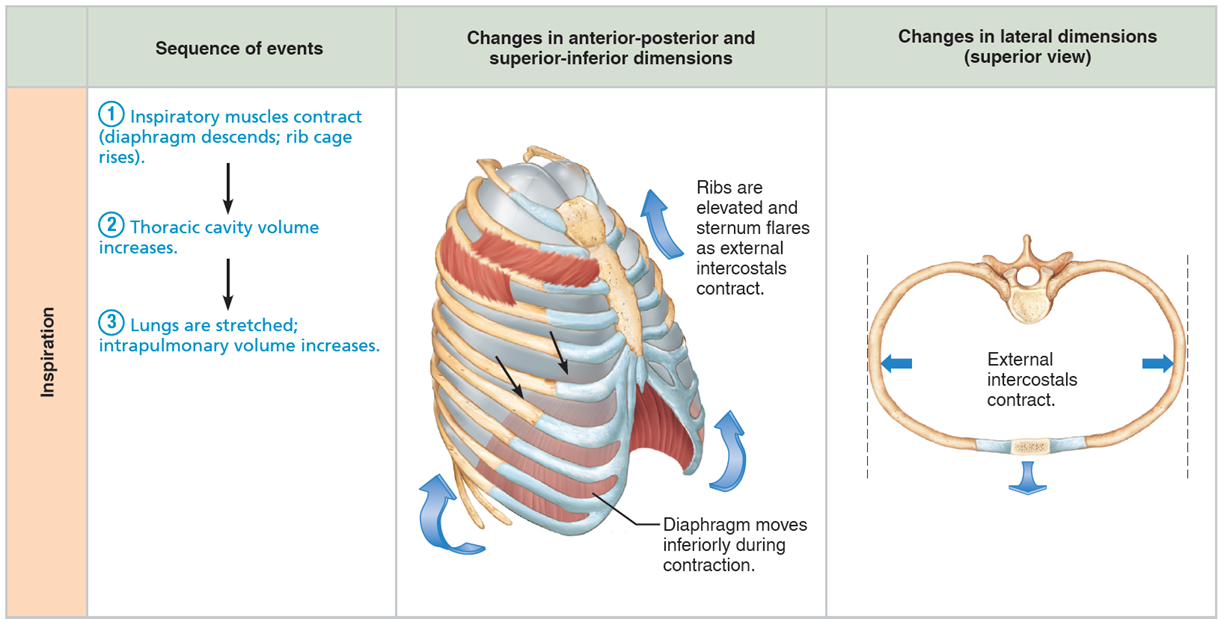 Sequence of events
Changes in anterior-posterior and
superior-inferior dimensions
Changes in lateral dimensions
(superior view)
Inspiration
1 Inspiratory muscles contract
(diaphragm descends; rib cage
rises).
2 Thoracic cavity volume
increases.
3 Lungs are stretched;
intrapulmonary volume increases.
Ribs are
elevated and
sternum flares
as external
intercostals
contract.
Diaphragm moves
inferiorly during
contraction.
External
intercostals
contract.